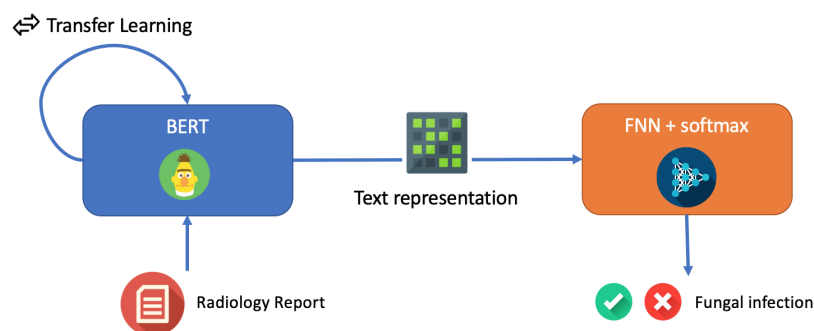 Transfer Learning
BERT
FNN + softmax
Text representation
Radiology Report
Fungal infection